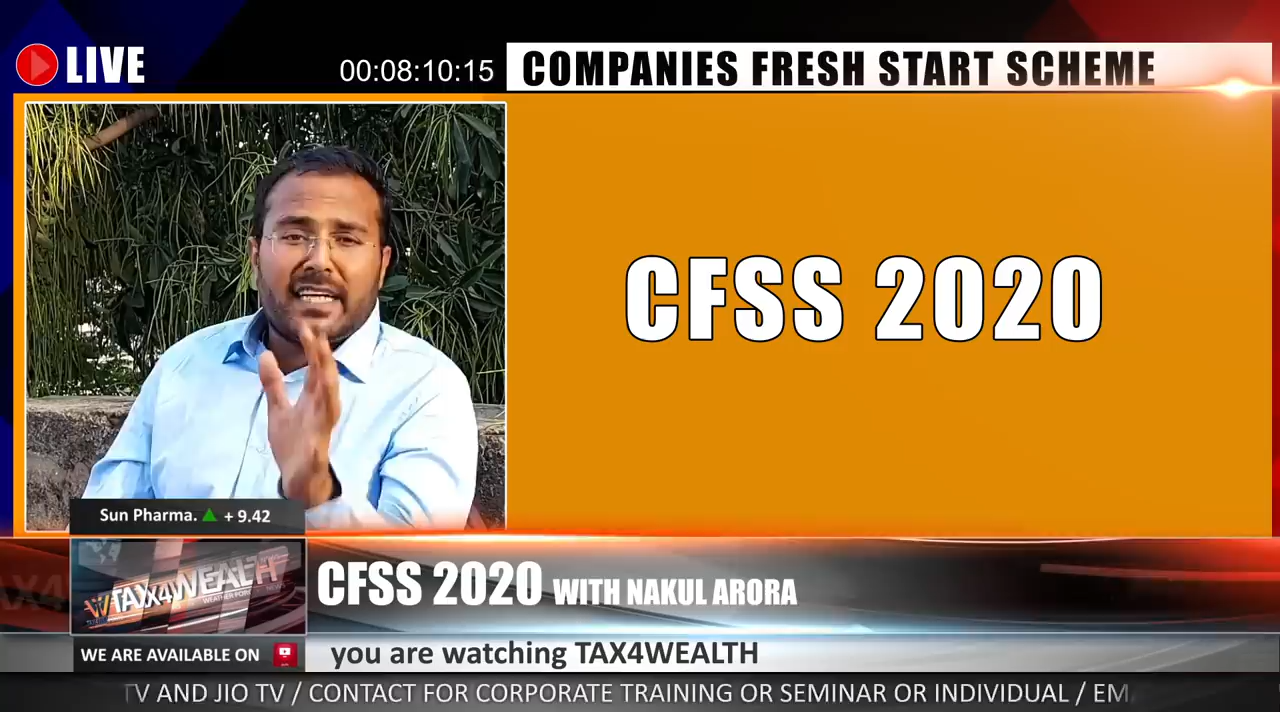 LIVE
00:08:10:15
COMPANIES FRESH START SCHEME
CFSS 2020
Sun Pharma. ▲ + 9.42
TAX4WEALTH
CFSS 2020 WITH NAKUL ARORA
WE ARE AVAILABLE ON
you are watching TAX4WEALTH
TV AND JIO TV / CONTACT FOR CORPORATE TRAINING OR SEMINAR OR INDIVIDUAL / EM